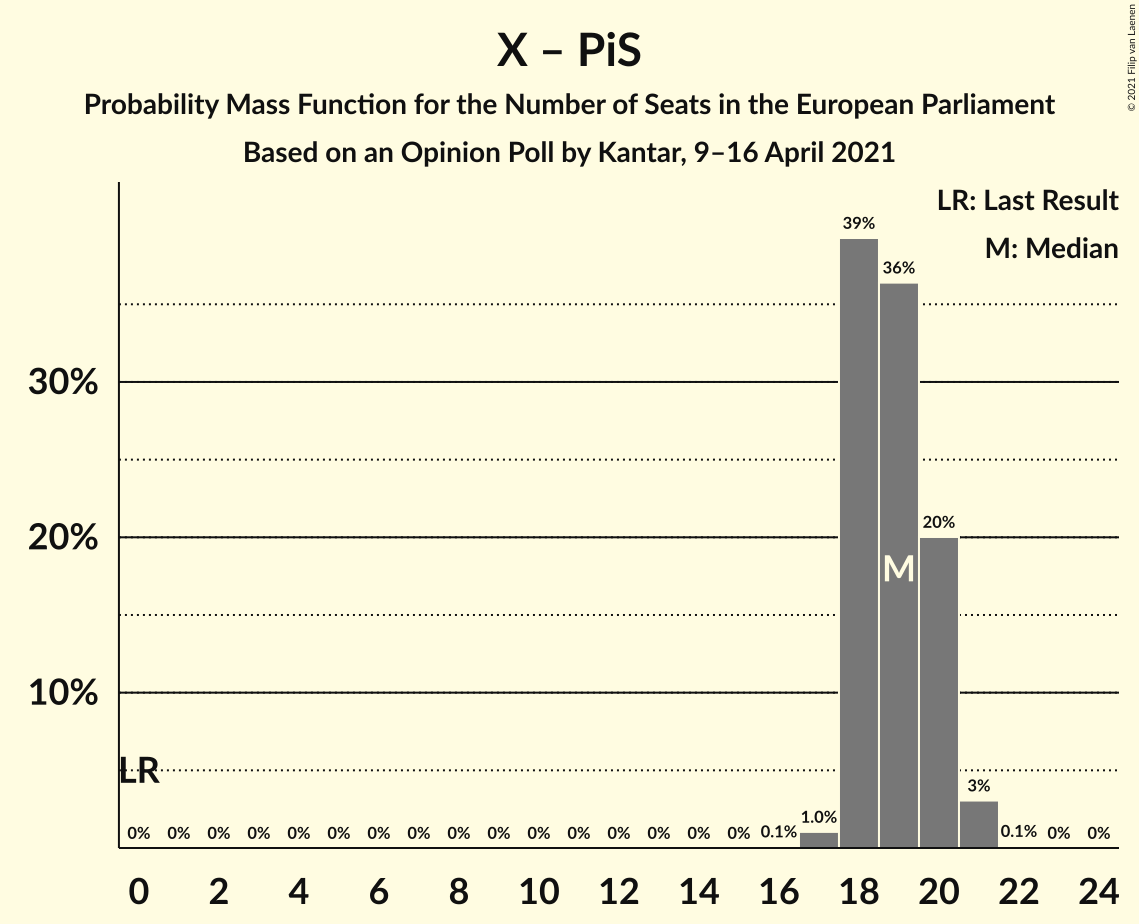 X – PiS
Probability Mass Function for the Number of Seats in the European Parliament
Based on an Opinion Poll by Kantar, 9–16 April 2021
© 2021 Filip van Laenen
LR: Last Result
M: Median
39%
36%
30%
20%
20%
M
10%
LR
3%
0% 0% 0% 0% 0% 0% 0% 0% 0% 0% 0% 0% 0% 0% 0% 0% 0.1% 1.0% 0.1% 0% 0%
0 2 4 6 8 10 12 14 16 18 20 22 24